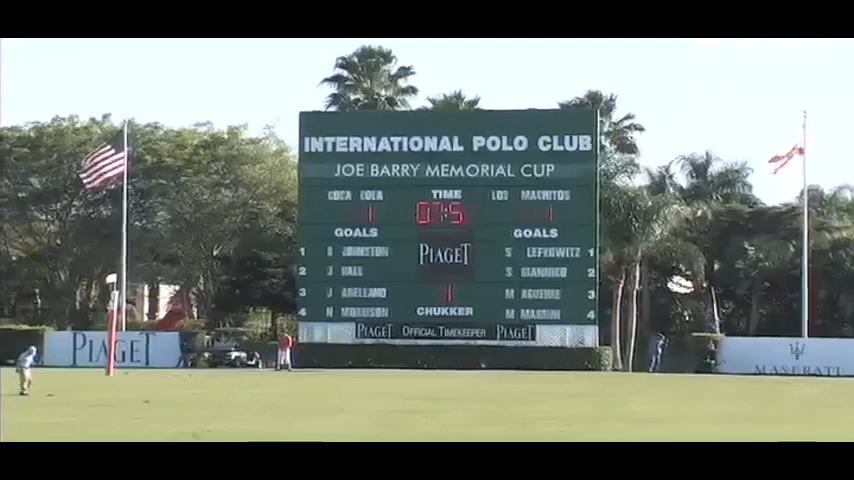 INTERNATIONAL POLO CLUB
JOE BARRY MEMORIAL CUP
COCA COLA TIME LOS MACHITOS
1 07:5 1
GOALS GOALS
1 JOHNSTON PIAGET S LEFKOWITZ 1
2 J HALL S GIANNICO 2
3 J ARELLANO 1 M AGUERRE 3
4 N MORRISON CHUKKER M 4
PIAGET OFFICIAL TIMEKEEPER PIAGET
PIAGET
MASERATI